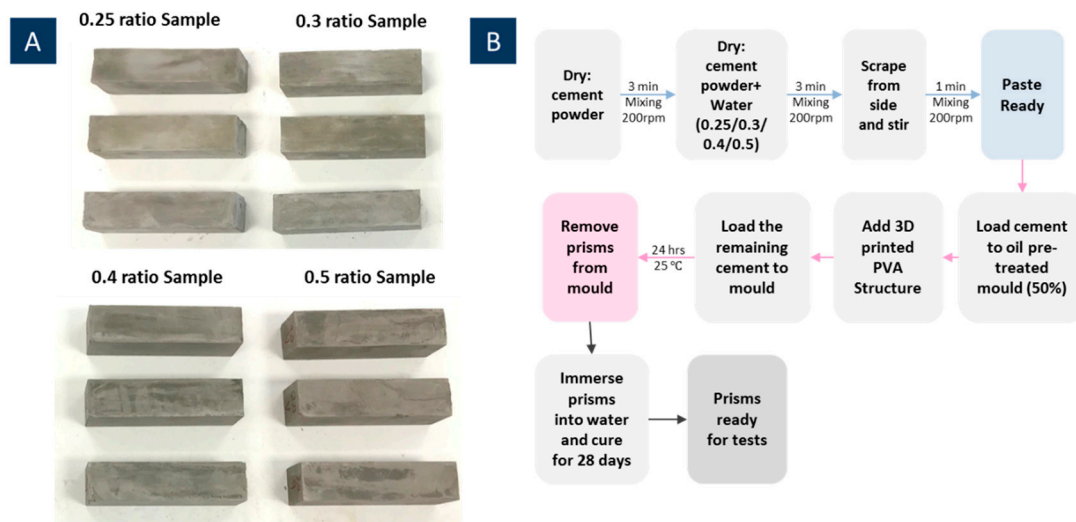 A
0.25 ratio Sample
0.3 ratio Sample
0.4 ratio Sample
0.5 ratio Sample
B
Dry:
cement
powder
3 min
Mixing
200rpm
Dry:
cement
powder+
Water
(0.25/0.3/
0.4/0.5)
3 min
Mixing
200rpm
Scrape
from
side
and stir
1 min
Mixing
200rpm
Paste
Ready
Load cement
to oil pre-
treated
mould (50%)
Add 3D
printed
PVA
Structure
Load the
remaining
cement to
mould
24 hrs
25 °C
Remove
prisms
from
mould
Immerse
prisms
into water
and cure
for 28 days
Prisms
ready
for tests